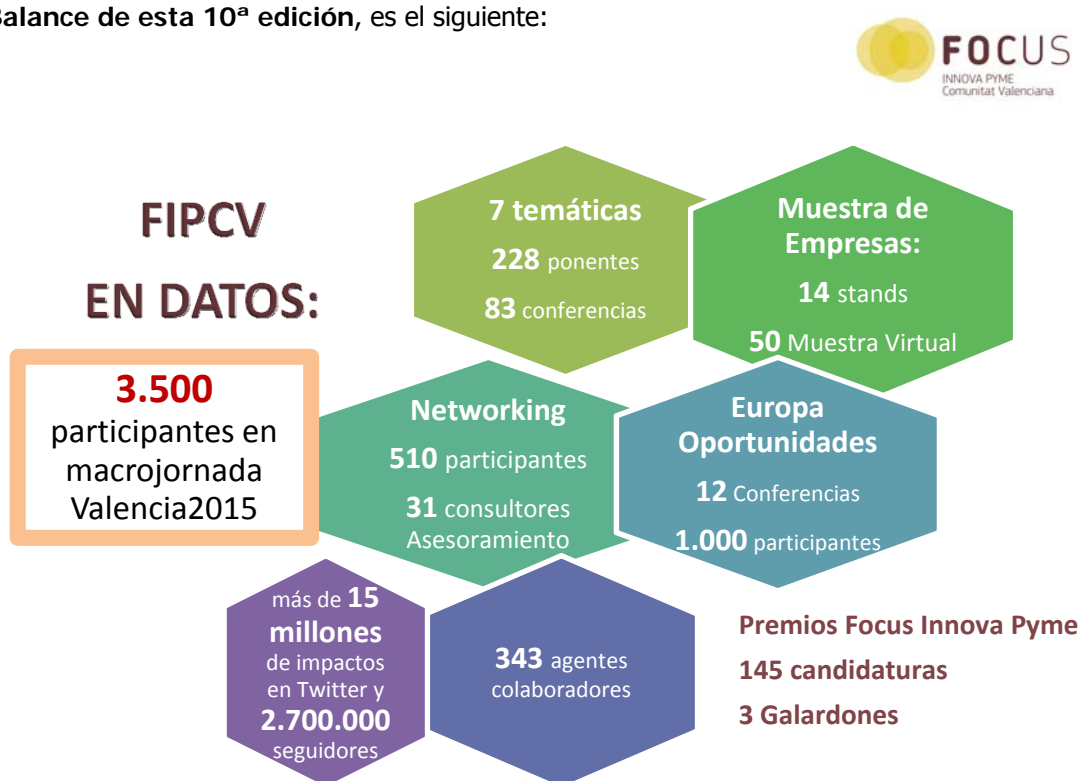 Balance de esta 10ª edición, es el siguiente:
FOCUS
INNOVA PYME
Comunitat Valenciana
FIPCV
EN DATOS:
3.500
participantes en
macrojornada
Valencia2015
7 temáticas
228 ponentes
83 conferencias
Muestra de
Empresas:
14 stands
50 Muestra Virtual
Networking
510 participantes
31 consultores
Asesoramiento
Europa
Oportunidades
12 Conferencias
1.000 participantes
más de 15
millones
de impactos
en Twitter y
2.700.000
seguidores
343 agentes
colaboradores
Premios Focus Innova Pyme
145 candidaturas
3 Galardones